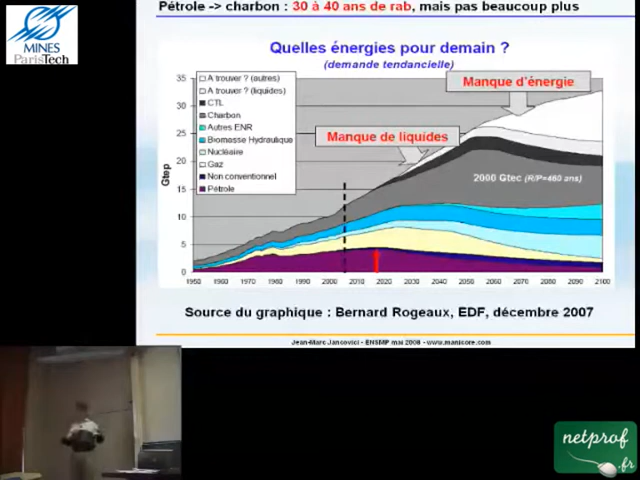 Pétrole -> charbon : 30 à 40 ans de rab, mais pas beaucoup plus
MINES
ParisTech
Quelles énergies pour demain ?
(demande tendancielle)
Manque d'énergie
Manque de liquides
2000 Gtec (R/P=460 ans)
A trouver ? (autres)
A trouver ? (liquides)
CTL
Charbon
Autres ENR
Biomasse Hydraulique
Nucléaire
Gaz
Non conventionnel
Pétrole
Gtep
35
30
25
20
15
10
5
0
1950 1960 1970 1980 1990 2000 2010 2020 2030 2040 2050 2060 2070 2080 2090 2100
Source du graphique : Bernard Rogeaux, EDF, décembre 2007
Jean-Marc Jancovici - ENSMP mai 2008 - www.manicore.com
netprof
.fr